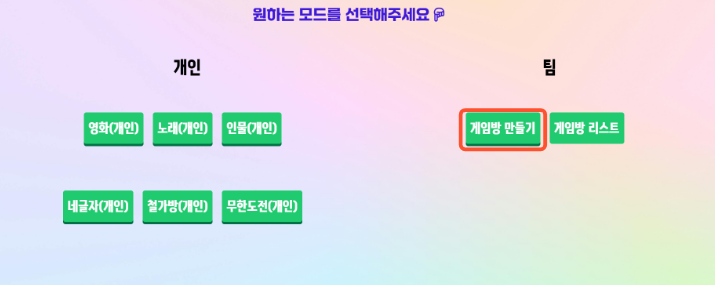 원하는 모드를 선택해주세요
개인
팀
영화(개인) 노래(개인) 인물(개인)
게임방 만들기 게임방 리스트
네글자(개인) 철가방(개인) 무한도전(개인)